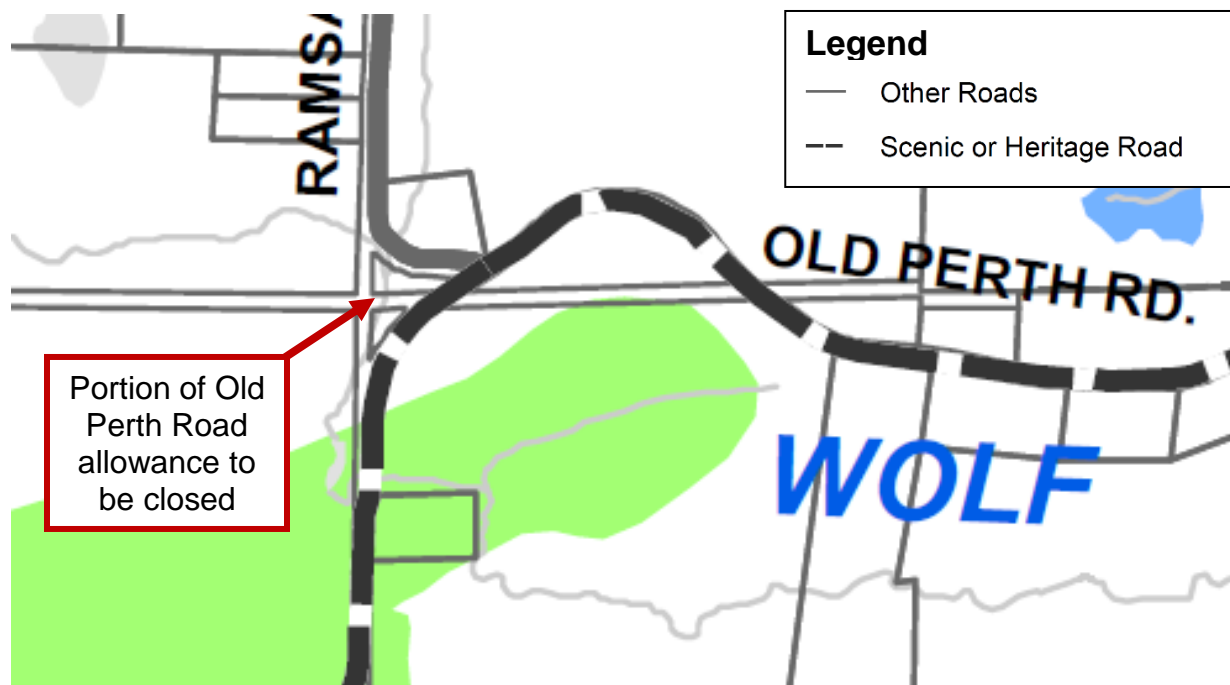 Legend
Other Roads
Scenic or Heritage Road
RAMSA
OLD PERTH RD.
Portion of Old
Perth Road
allowance to
be closed
WOLF